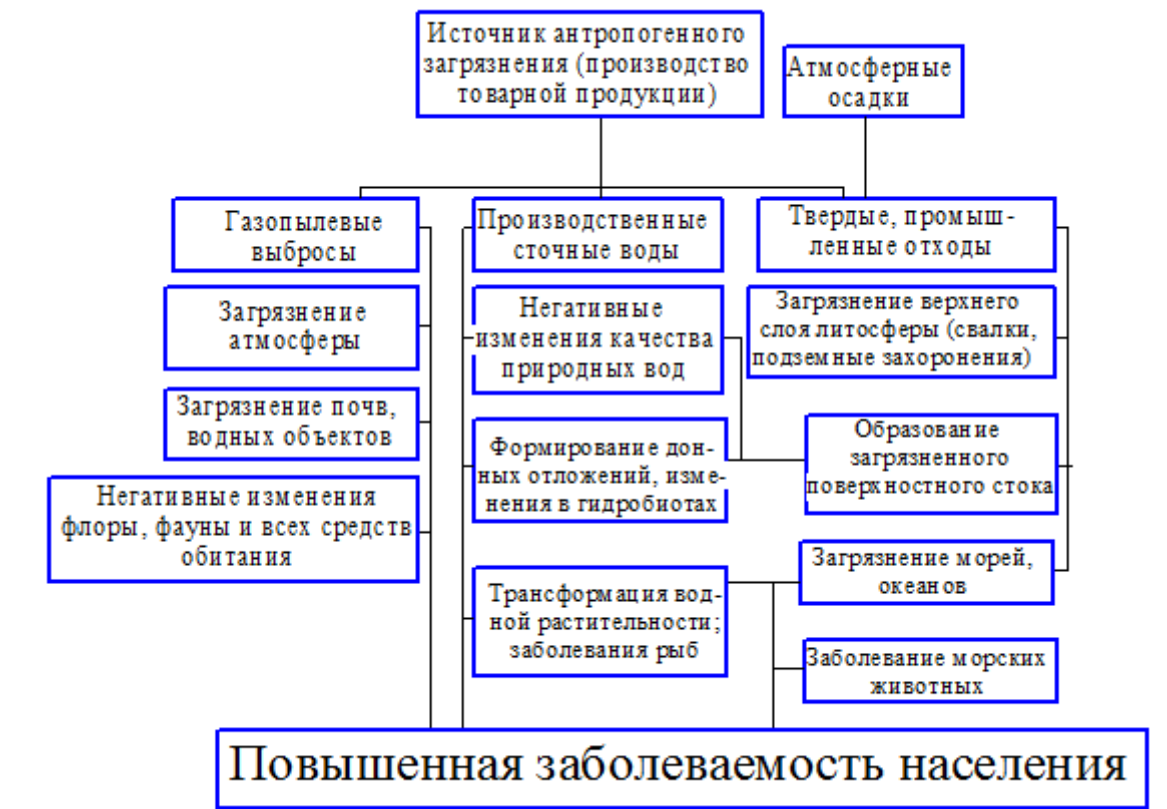 Источник антропогенного
загрязнения (производство
товарной продукции)
Атмосферные
осадки
Газопылевые
выбросы
Производственные
сточные воды
Твердые, промыш-
ленные отходы
Загрязнение
атмосферы
Негативные
изменения качества
природных вод
Загрязнение верхнего
слоя литосферы (свалки,
подземные захоронения)
Загрязнение почв,
водных объектов
Формирование дон-
ных отложений, изме-
нения в гидробиотах
Образование
загрязненного
поверхностного стока
Негативные изменения
флоры, фауны и всех средств
обитания
Трансформация вод-
ной растительности;
заболевания рыб
Загрязнение морей,
океанов
Заболевание морских
животных
Повышенная заболеваемость населения